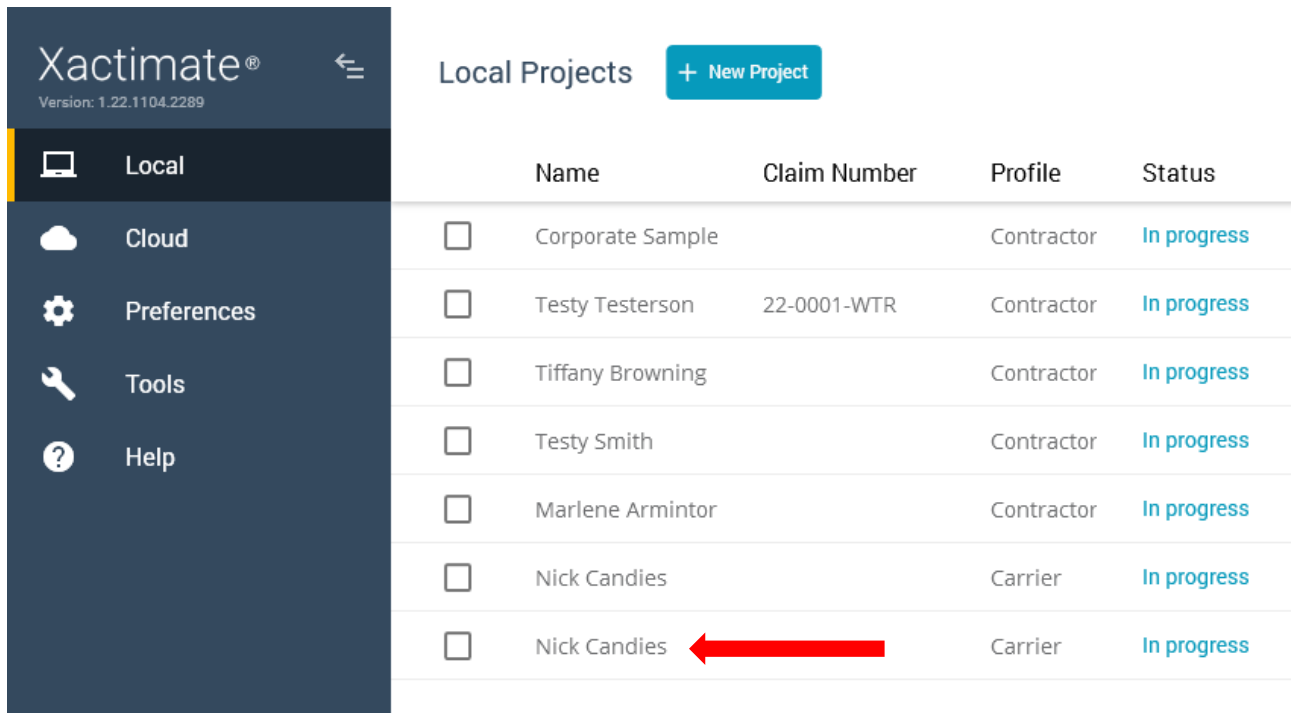 Xactimate®
Version: 1.22.1104.2289
Local
Cloud
Preferences
Tools
Help
Local Projects + New Project
Name Claim Number Profile Status
Corporate Sample Contractor In progress
Testy Testerson 22-0001-WTR Contractor In progress
Tiffany Browning Contractor In progress
Testy Smith Contractor In progress
Marlene Armintor Contractor In progress
Nick Candies Carrier In progress
Nick Candies Carrier In progress